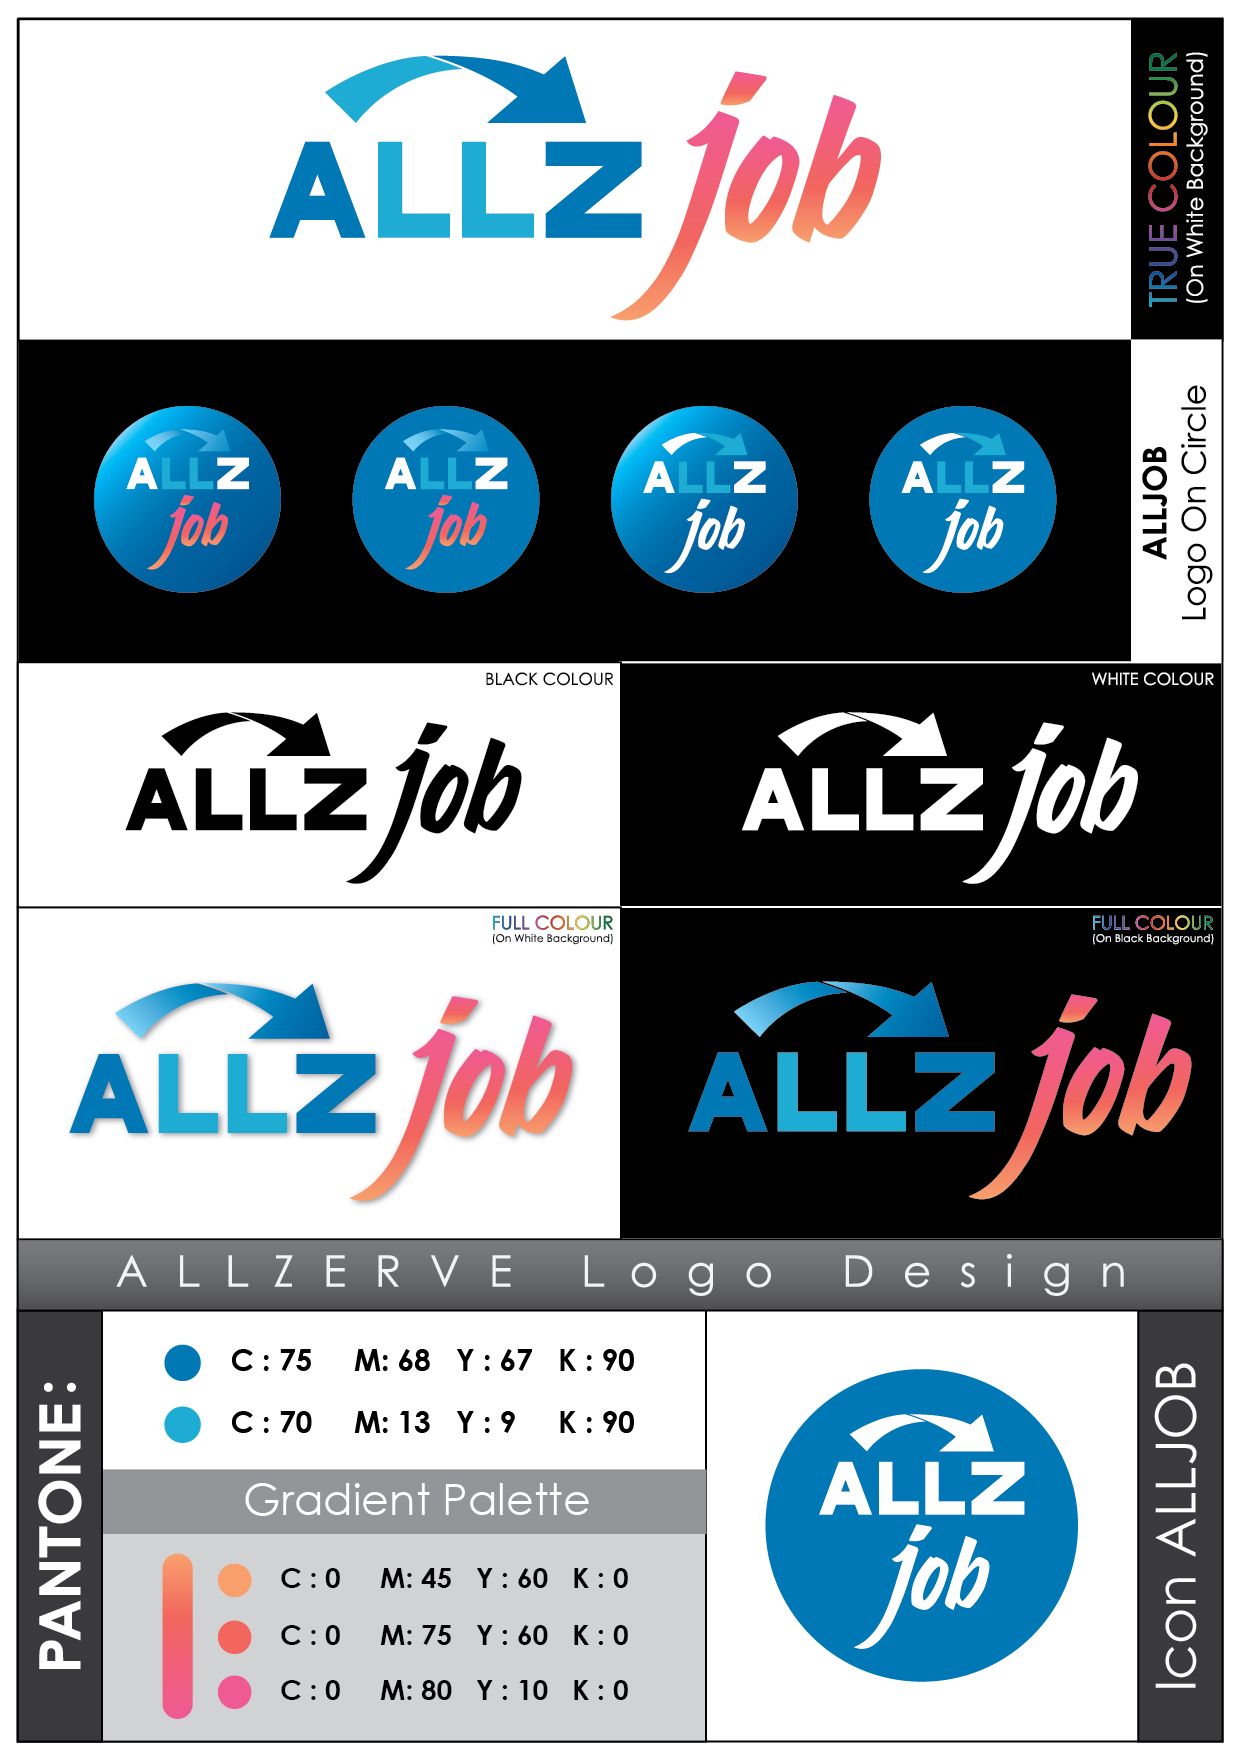 ALLZ job
TRUE COLOUR
(On White Background)
ALLZ
job
ALLZ
job
ALLZ
job
ALLZ
job
ALLJOB
Logo On Circle
BLACK COLOUR
ALLZ job
WHITE COLOUR
ALLZ job
FULL COLOUR
(On White Background)
ALLZ job
FULL COLOUR
(On Black Background)
ALLZ job
ALLZERVE Logo Design
PANTONE:
C : 75 M: 68 Y : 67 K : 90
C : 70 M: 13 Y : 9 K : 90
Gradient Palette
C : 0 M: 45 Y : 60 K : 0
C : 0 M: 75 Y : 60 K : 0
C : 0 M: 80 Y : 10 K : 0
ALLZ
job
Icon ALLJOB